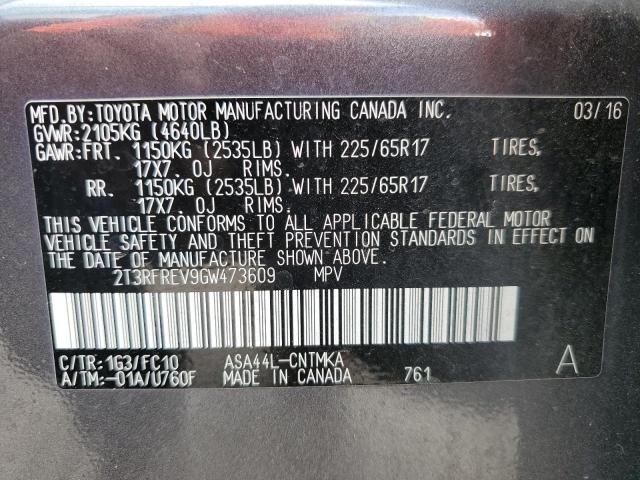 MFD.BY:TOYOTA MOTOR MANUFACTURING CANADA INC. 03/16
GVWR:2105KG (4640LB)
GAWR:FRT. 1150KG (2535LB) WITH 225/65R17 TIRES,
17X7.0J RIMS.
RR. 1150KG (2535LB) WITH 225/65R17 TIRES,
17X7.0J RIMS.
THIS VEHICLE CONFORMS TO ALL APPLICABLE FEDERAL MOTOR
VEHICLE SAFETY AND THEFT PREVENTION STANDARDS IN EFFECT ON
THE DATE OF MANUFACTURE SHOWN ABOVE.
2T3RFREV9GW473609 MPV
C/TR:1G3/FC10 ASA44L-CNTMKA A
A/TM:-01A/U760F MADE IN CANADA 761